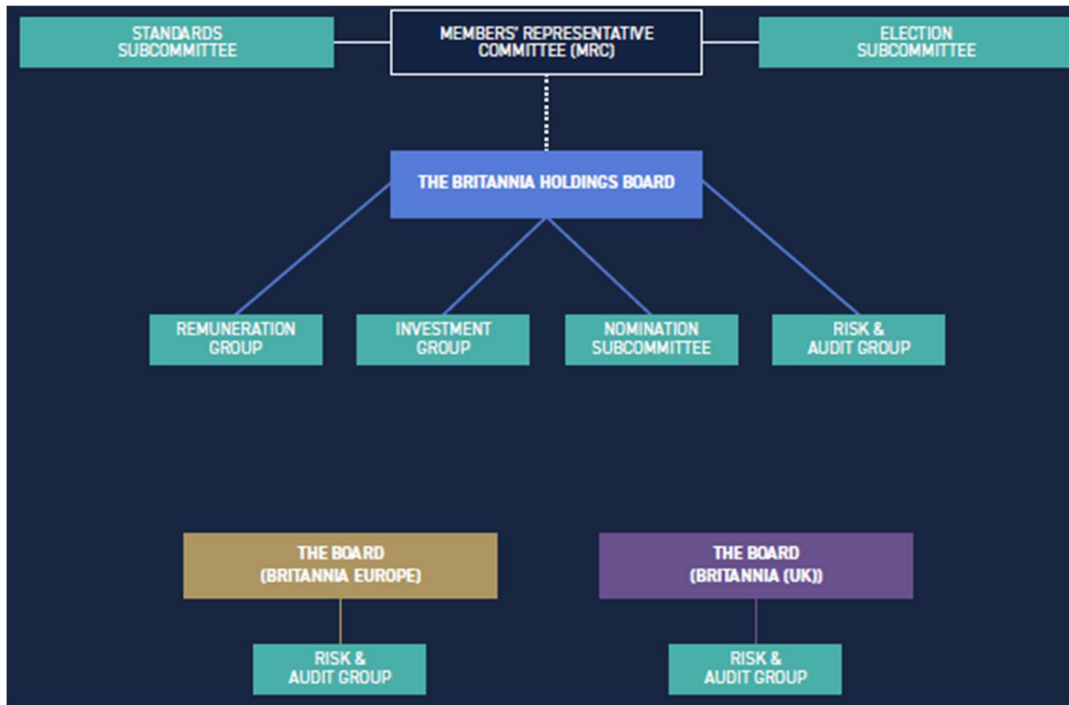 STANDARDS
SUBCOMMITTEE
MEMBERS' REPRESENTATIVE
COMMITTEE (MRC)
ELECTION
SUBCOMMITTEE
THE BRITANNIA HOLDINGS BOARD
REMUNERATION
GROUP
INVESTMENT
GROUP
NOMINATION
SUBCOMMITTEE
RISK &
AUDIT GROUP
THE BOARD
(BRITANNIA EUROPE)
THE BOARD
(BRITANNIA (UK))
RISK &
AUDIT GROUP
RISK &
AUDIT GROUP